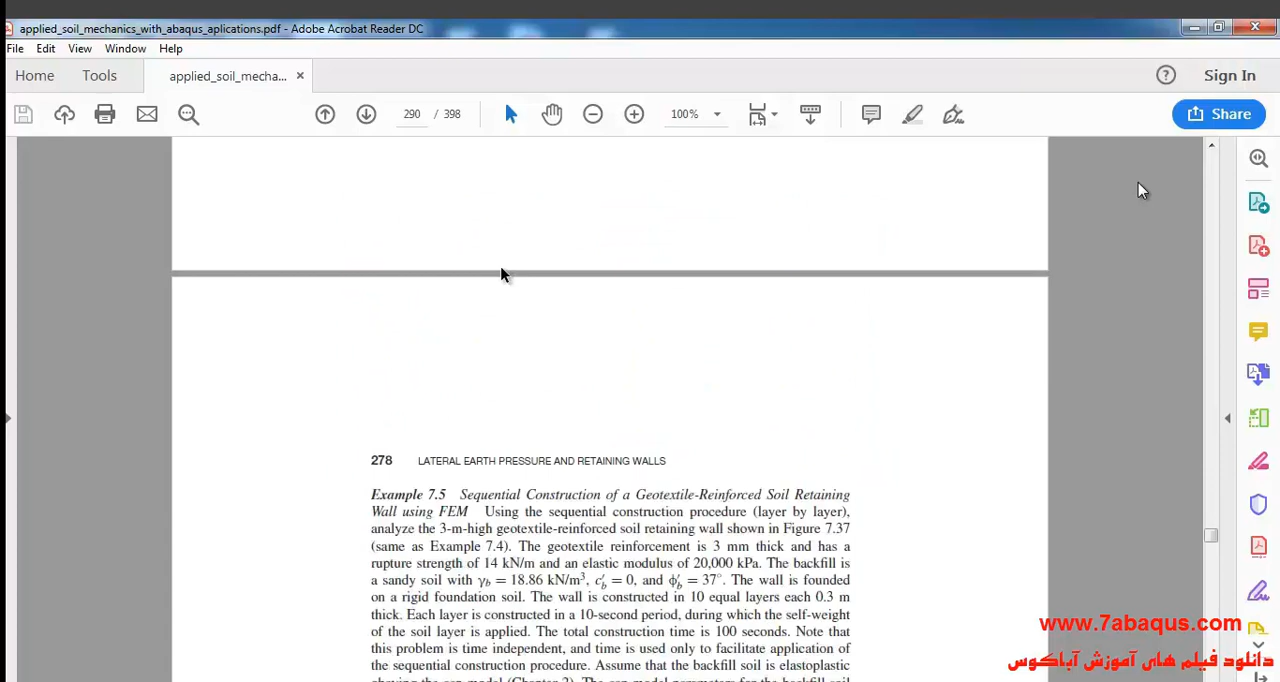 applied_soil_mechanics_with_abaqus_aplications.pdf - Adobe Acrobat Reader DC
File Edit View Window Help
Home Tools applied_soil_mecha... × Sign In
290 / 398 100% Share
278 LATERAL EARTH PRESSURE AND RETAINING WALLS
Example 7.5 Sequential Construction of a Geotextile-Reinforced Soil Retaining
Wall using FEM Using the sequential construction procedure (layer by layer),
analyze the 3-m-high geotextile-reinforced soil retaining wall shown in Figure 7.37
(same as Example 7.4). The geotextile reinforcement is 3 mm thick and has a
rupture strength of 14 kN/m and an elastic modulus of 20,000 kPa. The backfill is
a sandy soil with γb = 18.86 kN/m³, c′b = 0, and ϕ′b = 37°. The wall is founded
on a rigid foundation soil. The wall is constructed in 10 equal layers each 0.3 m
thick. Each layer is constructed in a 10-second period, during which the self-weight
of the soil layer is applied. The total construction time is 100 seconds. Note that
this problem is time independent, and time is used only to facilitate application of
the sequential construction procedure. Assume that the backfill soil is elastoplastic
www.7abaqus.com
دانلود فیلم های آموزش آباکوس